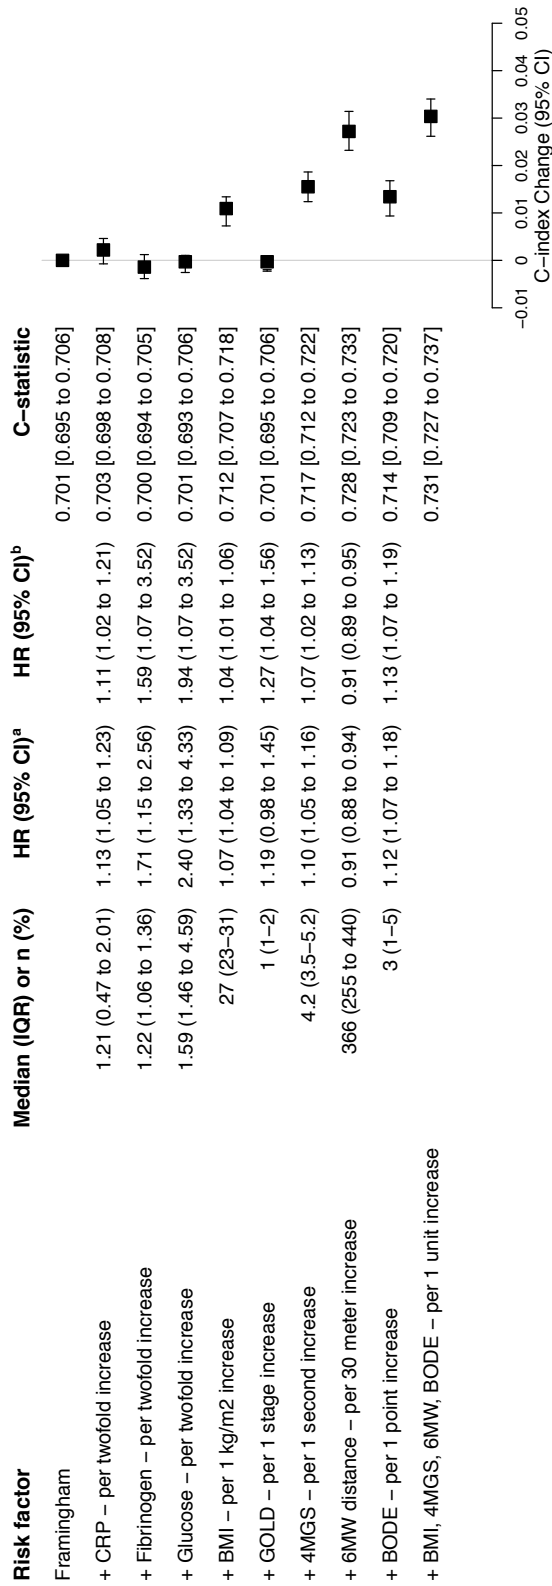 Risk factor Median (IQR) or n (%) HR (95% CI)a HR (95% CI)b C−statistic
Framingham 0.701 [0.695 to 0.706]
+ CRP − per twofold increase 1.21 (0.47 to 2.01) 1.13 (1.05 to 1.23) 1.11 (1.02 to 1.21) 0.703 [0.698 to 0.708]
+ Fibrinogen − per twofold increase 1.22 (1.06 to 1.36) 1.71 (1.15 to 2.56) 1.59 (1.07 to 3.52) 0.700 [0.694 to 0.705]
+ Glucose − per twofold increase 1.59 (1.46 to 4.59) 2.40 (1.33 to 4.33) 1.94 (1.07 to 3.52) 0.701 [0.693 to 0.706]
+ BMI − per 1 kg/m2 increase 27 (23−31) 1.07 (1.04 to 1.09) 1.04 (1.01 to 1.06) 0.712 [0.707 to 0.718]
+ GOLD − per 1 stage increase 1 (1−2) 1.19 (0.98 to 1.45) 1.27 (1.04 to 1.56) 0.701 [0.695 to 0.706]
+ 4MGS − per 1 second increase 4.2 (3.5−5.2) 1.10 (1.05 to 1.16) 1.07 (1.02 to 1.13) 0.717 [0.712 to 0.722]
+ 6MW distance − per 30 meter increase 366 (255 to 440) 0.91 (0.88 to 0.94) 0.91 (0.89 to 0.95) 0.728 [0.723 to 0.733]
+ BODE − per 1 point increase 3 (1−5) 1.12 (1.07 to 1.18) 1.13 (1.07 to 1.19) 0.714 [0.709 to 0.720]
+ BMI, 4MGS, 6MW, BODE − per 1 unit increase 0.731 [0.727 to 0.737]
−0.01 0 0.01 0.02 0.03 0.04 0.05
C−index Change (95% CI)